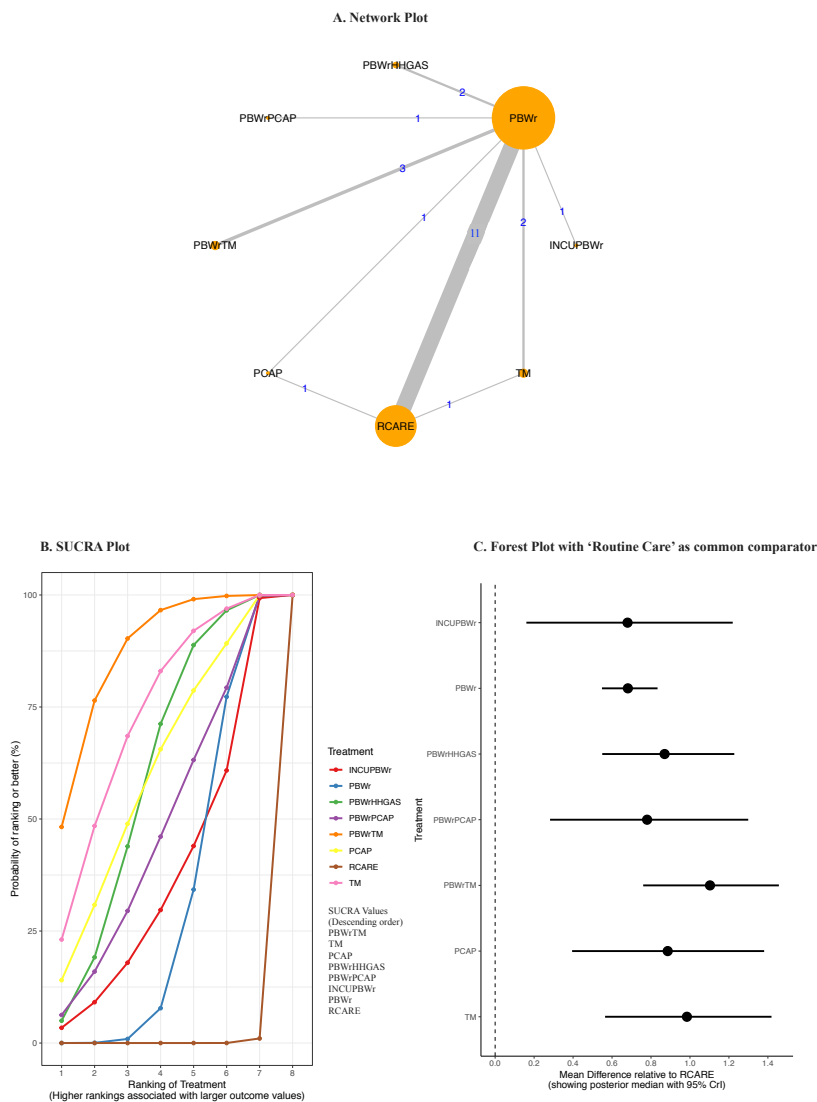 A. Network Plot
PBWrHHGAS
2
PBWr
PBWrPCAP
1
3
1
2
1
11
PBWrTM
INCUPBWr
PCAP
TM
1
1
RCARE
B. SUCRA Plot
100
75
50
25
0
Probability of ranking or better (%)
1 2 3 4 5 6 7 8
Ranking of Treatment
(Higher rankings associated with larger outcome values)
Treatment
INCUPBWr
PBWr
PBWrHHGAS
PBWrPCAP
PBWrTM
PCAP
RCARE
TM
SUCRA Values
(Descending order)
PBWrTM
TM
PCAP
PBWrHHGAS
PBWrPCAP
INCUPBWr
PBWr
RCARE
C. Forest Plot with ‘Routine Care’ as common comparator
Treatment
INCUPBWr
PBWr
PBWrHHGAS
PBWrPCAP
PBWrTM
PCAP
TM
0.0 0.2 0.4 0.6 0.8 1.0 1.2 1.4
Mean Difference relative to RCARE
(showing posterior median with 95% CrI)